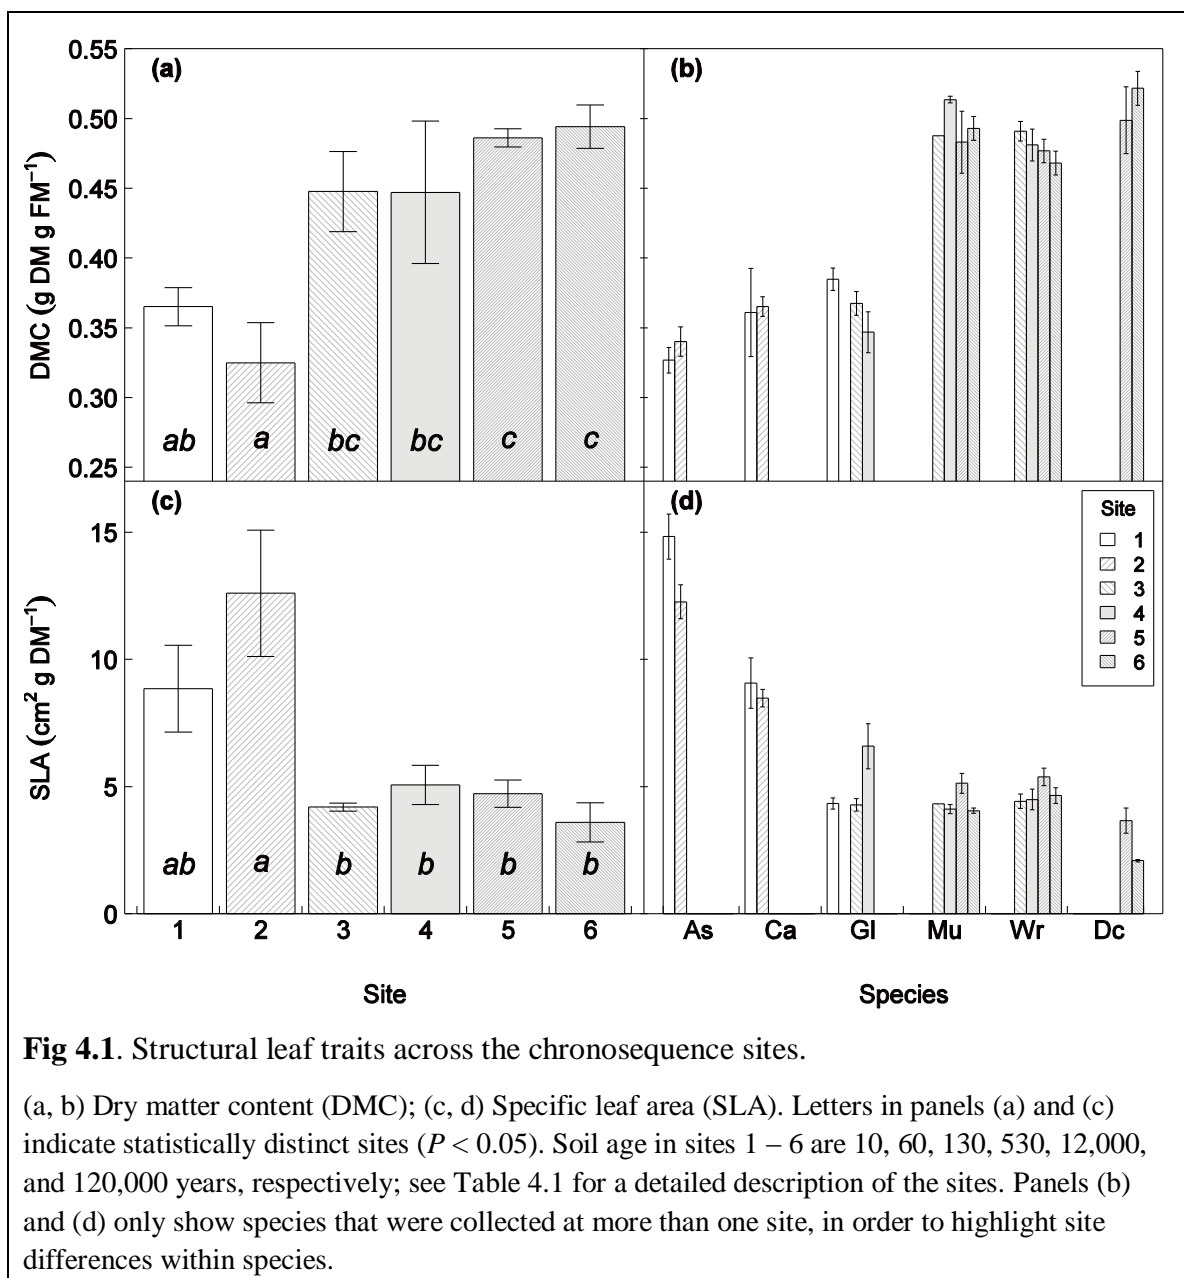 0.55
0.50
0.45
0.40
0.35
0.30
0.25
DMC (g DM g FM⁻¹)
(a)
ab
a
bc
bc
c
c
(b)
15
10
5
0
SLA (cm² g DM⁻¹)
(c)
ab
a
b
b
b
b
1 2 3 4 5 6
Site
(d)
Site
1
2
3
4
5
6
As Ca Gl Mu Wr Dc
Species
Fig 4.1. Structural leaf traits across the chronosequence sites.
(a, b) Dry matter content (DMC); (c, d) Specific leaf area (SLA). Letters in panels (a) and (c)
indicate statistically distinct sites (P < 0.05). Soil age in sites 1 – 6 are 10, 60, 130, 530, 12,000,
and 120,000 years, respectively; see Table 4.1 for a detailed description of the sites. Panels (b)
and (d) only show species that were collected at more than one site, in order to highlight site
differences within species.